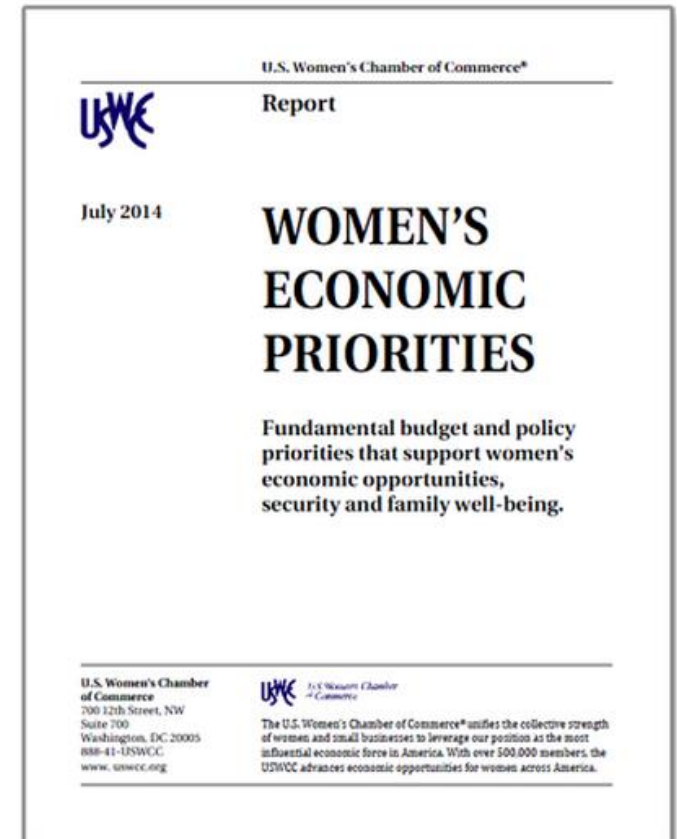 U.S. Women's Chamber of Commerce®
USWCC
Report
July 2014
WOMEN'S
ECONOMIC
PRIORITIES
Fundamental budget and policy
priorities that support women's
economic opportunities,
security and family well-being.
U.S. Women's Chamber
of Commerce
700 12th Street, NW
Suite 700
Washington, DC 20005
888-41-USWCC
www. uswcc.org
USWCC
U.S. Women's Chamber
of Commerce
The U.S. Women's Chamber of Commerce® unifies the collective strength
of women and small businesses to leverage our position as the most
influential economic force in America. With over 500,000 members, the
USWCC advances economic opportunities for women across America.